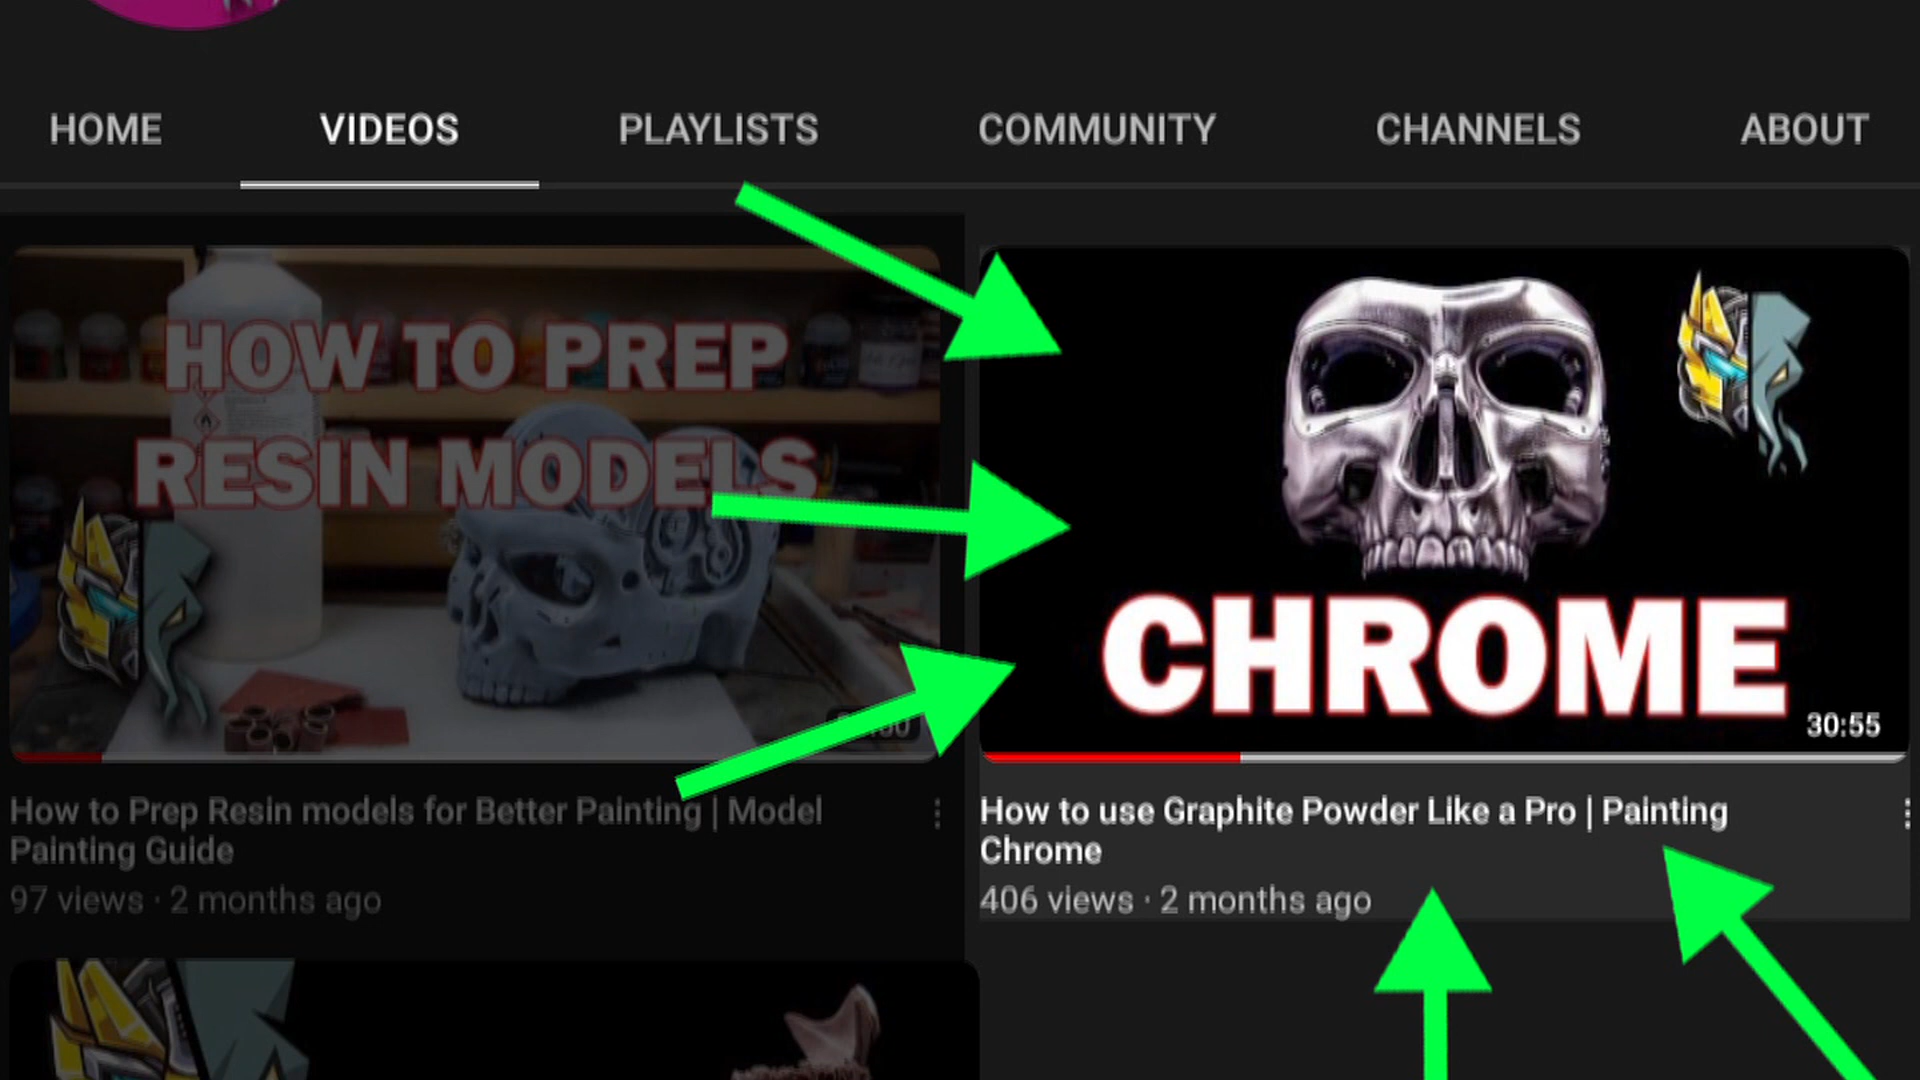 HOME VIDEOS PLAYLISTS COMMUNITY CHANNELS ABOUT
HOW TO PREP
RESIN MODELS
How to Prep Resin models for Better Painting | Model
Painting Guide
97 views · 2 months ago
CHROME
30:55
How to use Graphite Powder Like a Pro | Painting
Chrome
406 views · 2 months ago